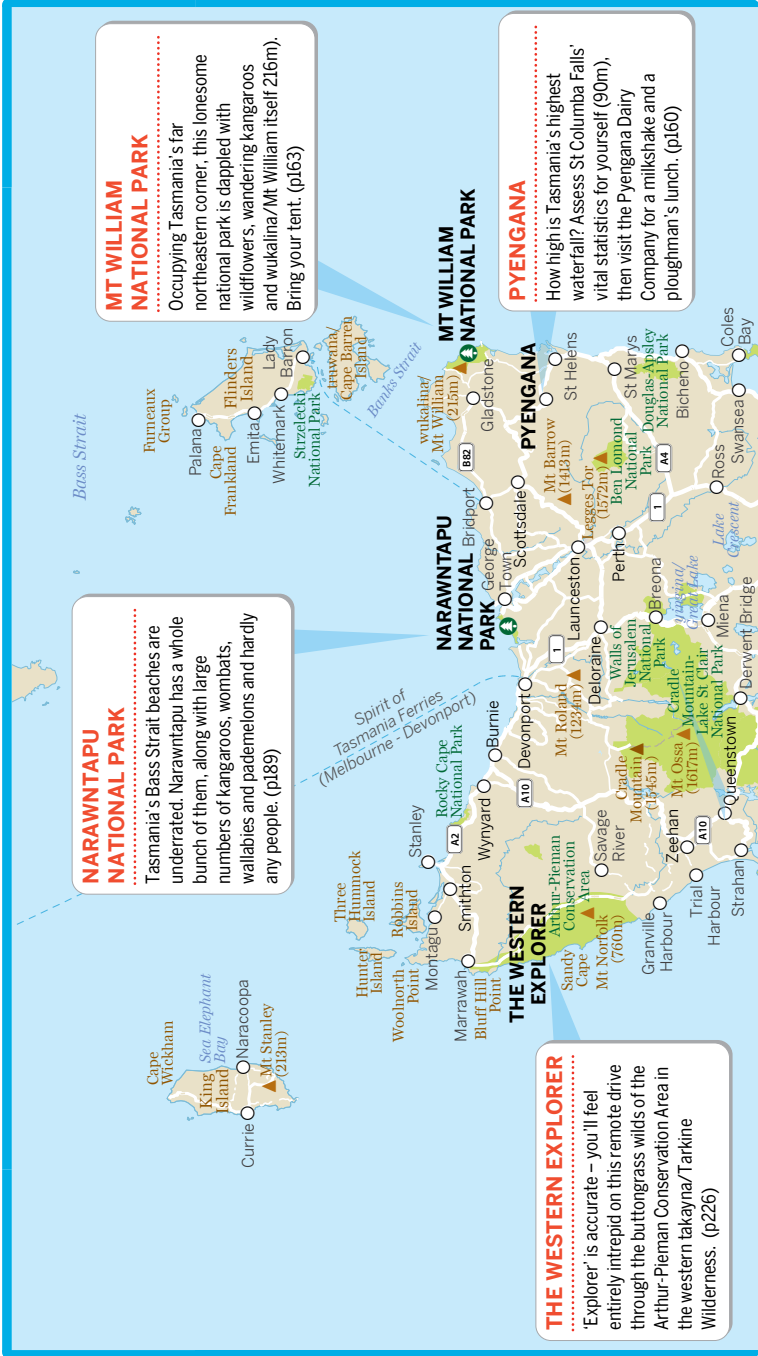 THE WESTERN EXPLORER
'Explorer' is accurate – you'll feel
entirely intrepid on this remote drive
through the buttongrass wilds of the
Arthur-Pieman Conservation Area in
the western takayna/Tarkine
Wilderness. (p226)
NARAWNTAPU
NATIONAL PARK
Tasmania's Bass Strait beaches are
underrated. Narawntapu has a whole
bunch of them, along with large
numbers of kangaroos, wombats,
wallabies and pademelons and hardly
any people. (p189)
MT WILLIAM
NATIONAL PARK
Occupying Tasmania's far
northeastern corner, this lonesome
national park is dappled with
wildflowers, wandering kangaroos
and wukalina/Mt William itself 216m).
Bring your tent. (p163)
PYENGANA
How high is Tasmania's highest
waterfall? Assess St Columba Falls'
vital statistics for yourself (90m),
then visit the Pyengana Dairy
Company for a milkshake and a
ploughman's lunch. (p160)
Cape
Wickham
King
Island
Sea Elephant
Bay
Currie
Naracoopa
Mt Stanley
(213m)
Bass Strait
Furneaux
Group
Palana
Flinders
Island
Cape
Frankland
Emita
Whitemark
Lady
Barron
Strzelecki
National Park
truwana/
Cape Barren
Island
Banks Strait
Spirit of
Tasmania Ferries
(Melbourne - Devonport)
Three
Hummock
Island
Hunter
Island
Robbins
Island
Woolnorth
Point
Montagu
Stanley
Smithton
Marrawah
Bluff Hill
Point
A2
Rocky Cape
National Park
Wynyard
Burnie
A10
Devonport
THE WESTERN
EXPLORER
Arthur-Pieman
Conservation
Area
Sandy
Cape
Mt Norfolk
(760m)
Savage
River
Granville
Harbour
Trial
Harbour
Zeehan
A10
Strahan
Queenstown
Cradle
Mountain
(1545m)
Mt Ossa
(1617m)
Cradle
Mountain-
Lake St Clair
National Park
Derwent Bridge
Mt Roland
(1234m)
1
Deloraine
Walls of
Jerusalem
National
Park
Breona
yingina/
Great Lake
Miena
Lake
Crescent
NARAWNTAPU
NATIONAL
PARK
George
Town
Bridport
Scottsdale
Launceston
Perth
1
Ross
B82
Gladstone
wukalina/
Mt William
(215m)
MT WILLIAM
NATIONAL PARK
PYENGANA
St Helens
Mt Barrow
(1413m)
Legges Tor
(1572m)
Ben Lomond
National
Park
A4
St Marys
Douglas-Apsley
National Park
Bicheno
Swansea
Coles
Bay